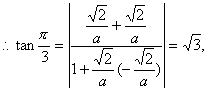 ∴ tan π/3 = |(√2/a + √2/a)/(1 + √2/a(-√2/a))| = √3,